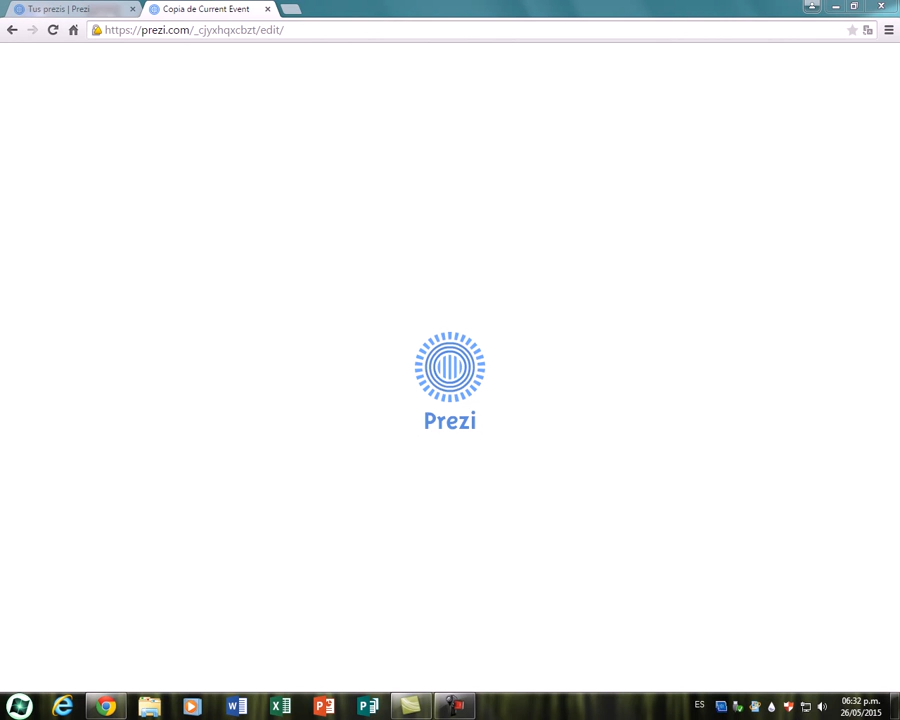 Tus prezis | Prezi
Copia de Current Event
https://prezi.com/_cjyxhqxcbzt/edit/
Prezi
ES
06:32 p.m.
26/05/2015